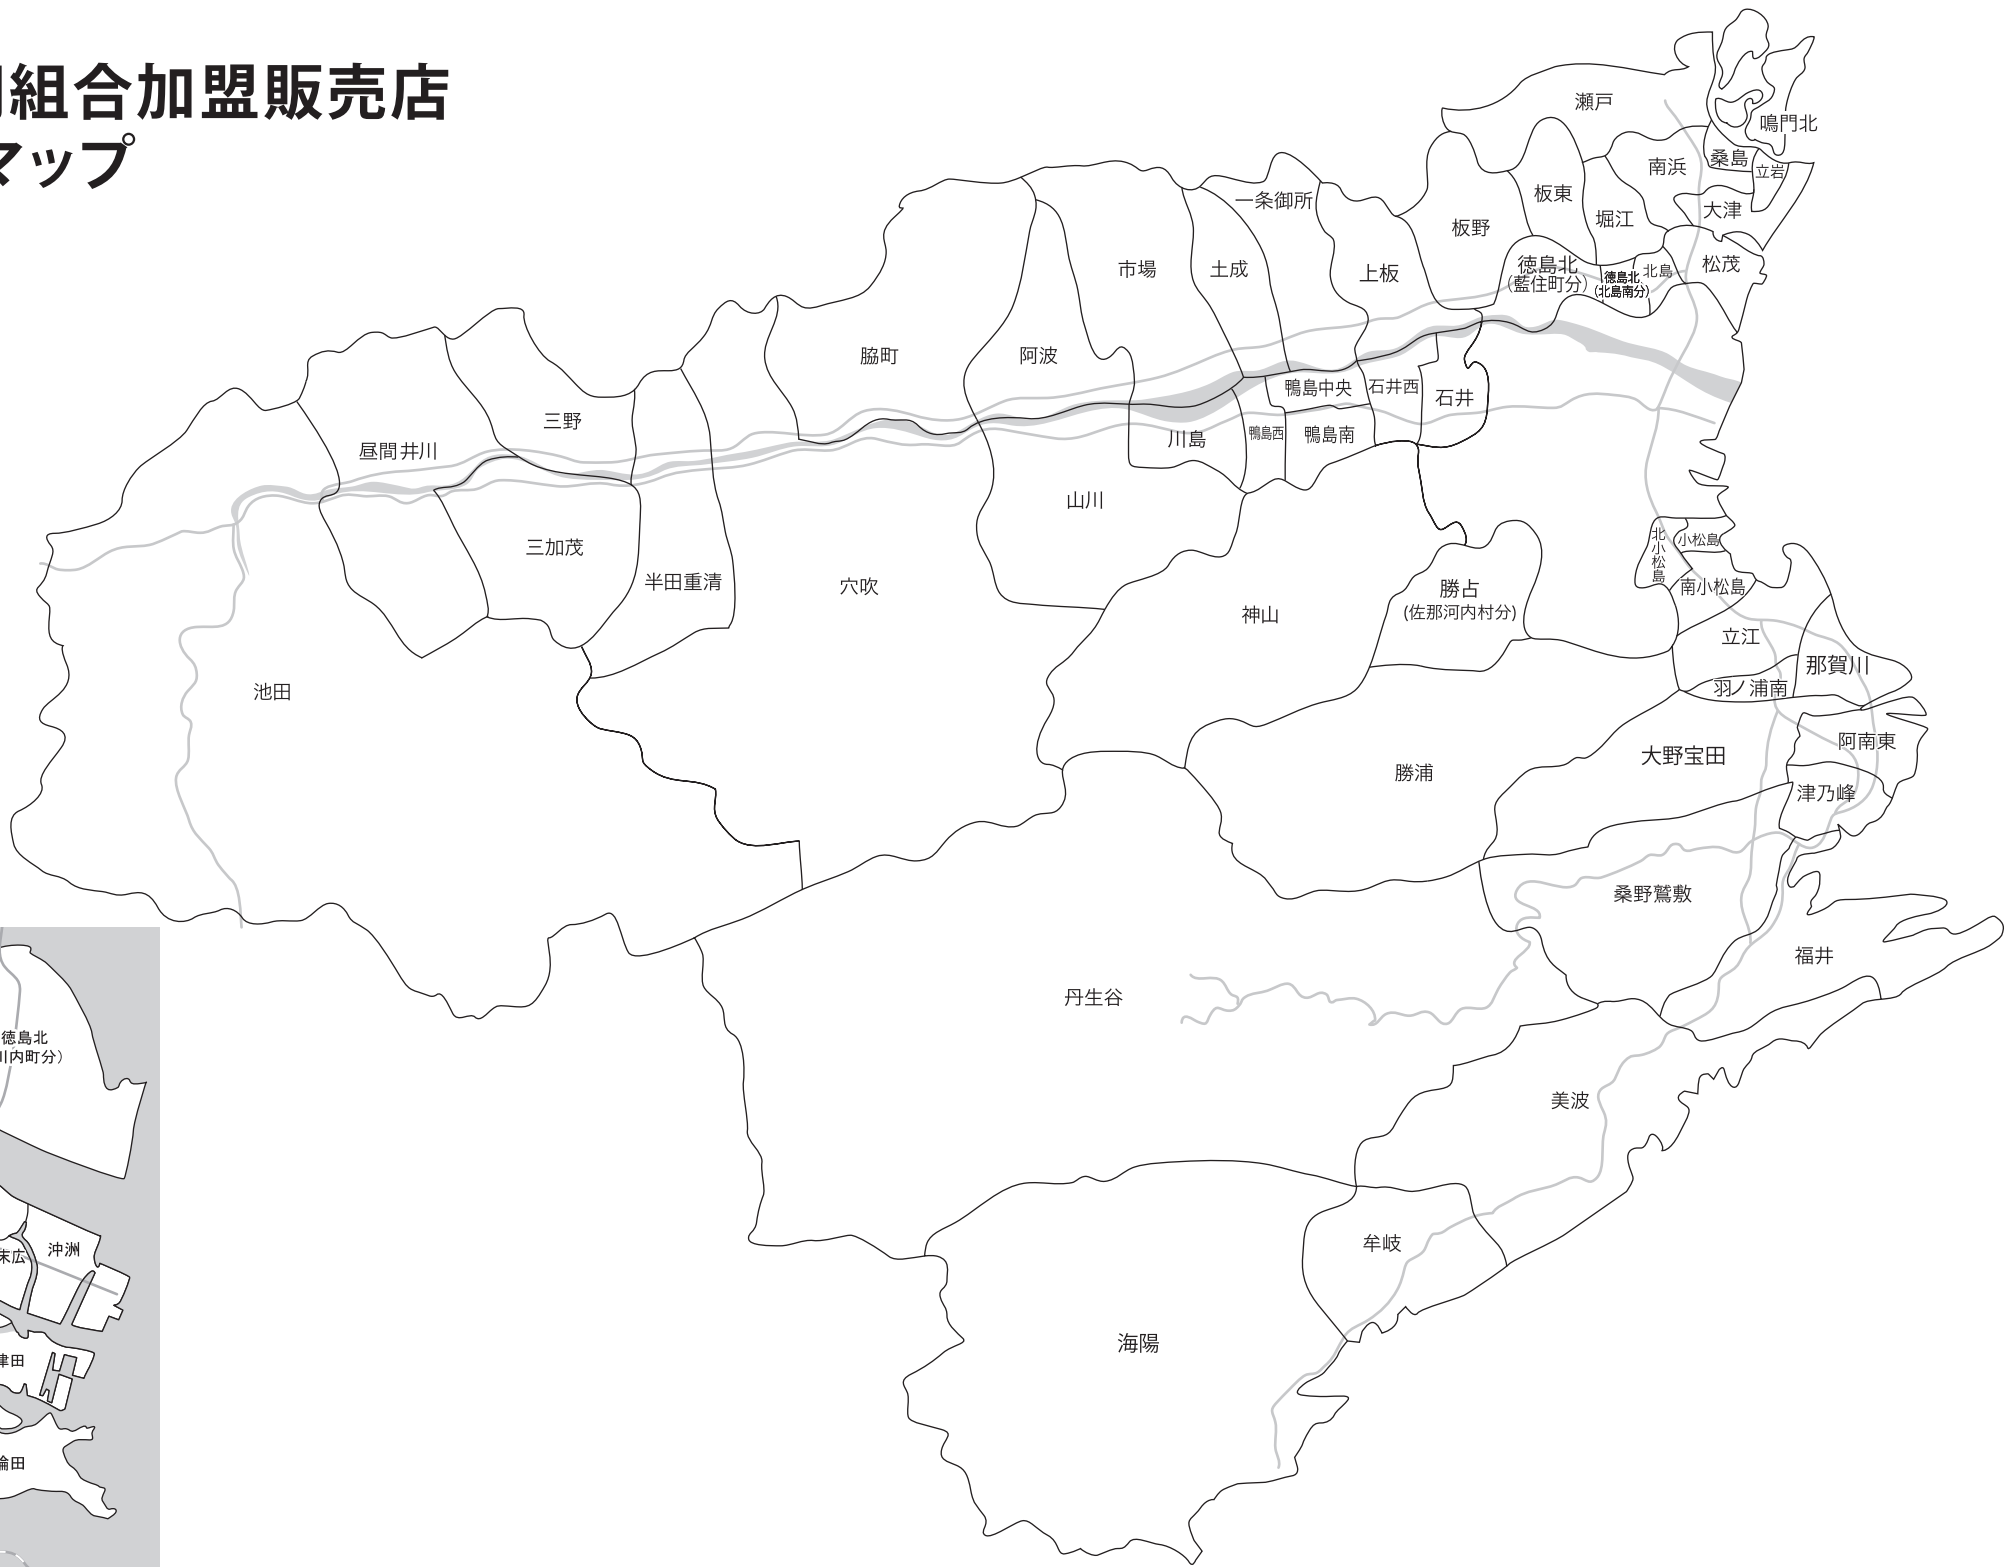 組合加盟販売店
マップ
瀬戸
鳴門北
南浜
桑島
立岩
板東
堀江
大津
一条御所
板野
松茂
徳島北
(藍住町分)
徳島北
(北島南分)
北島
市場
土成
上板
脇町
阿波
鴨島中央
石井西
石井
三野
昼間井川
川島
鴨島西
鴨島南
山川
三加茂
半田重清
穴吹
北小松島
小松島
南小松島
勝占
(佐那河内村分)
神山
立江
那賀川
羽ノ浦南
池田
阿南東
大野宝田
勝浦
津乃峰
桑野鷲敷
福井
丹生谷
美波
牟岐
海陽
徳島北
川内町分)
沖洲
末広
津田